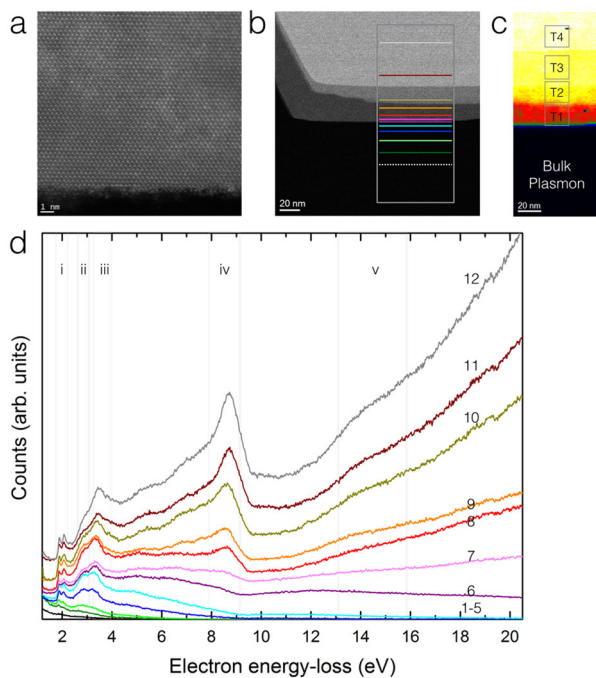 a
1 nm
b
20 nm
c
T4
T3
T2
T1
Bulk
Plasmon
20 nm
d
i
ii
iii
iv
v
12
11
10
9
8
7
6
1-5
Counts (arb. units)
2
4
6
8
10
12
14
16
18
20
Electron energy-loss (eV)